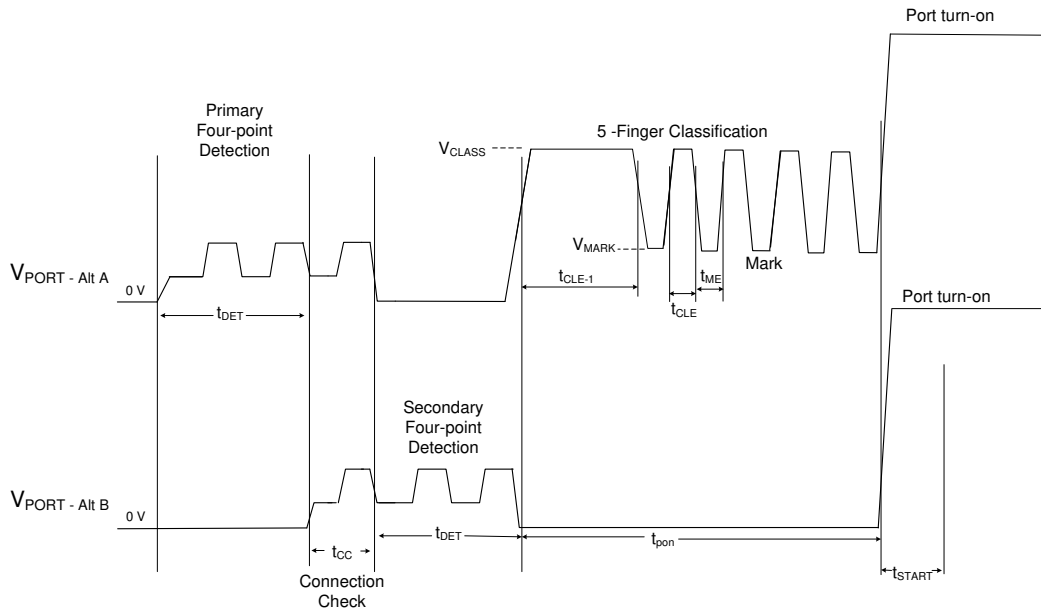 Port turn-on
Primary
Four-point
Detection
5 -Finger Classification
VCLASS
VMARK
Mark
VPORT - Alt A
0 V
tDET
tCLE-1
tCLE
tME
Port turn-on
Secondary
Four-point
Detection
VPORT - Alt B
0 V
tCC
tDET
tpon
tSTART
Connection
Check